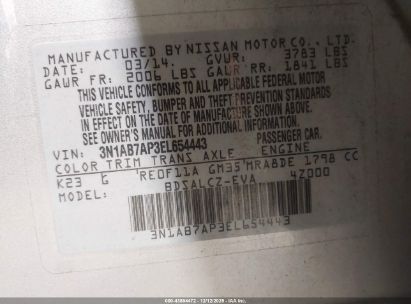 MANUFACTURED BY NISSAN MOTOR CO., LTD.
DATE: 03/14. GVWR: 3783 LBS
GAWR FR: 2006 LBS GAWR RR: 1841 LBS
THIS VEHICLE CONFORMS TO ALL APPLICABLE FEDERAL MOTOR
VEHICLE SAFETY, BUMPER AND THEFT PREVENTION STANDARDS
IN EFFECT ON THE DATE OF MANUFACTURE SHOWN ABOVE.
SEE OWNER'S MANUAL FOR ADDITIONAL INFORMATION
VIN: 3N1AB7AP3EL654443 PASSENGER CAR.
COLOR TRIM TRANS AXLE ENGINE
K23 G RE0F11A GM35 MRA8DE 1798 CC
MODEL: BDSALCZ-EVA 4Z000
3N1AB7AP3EL654443